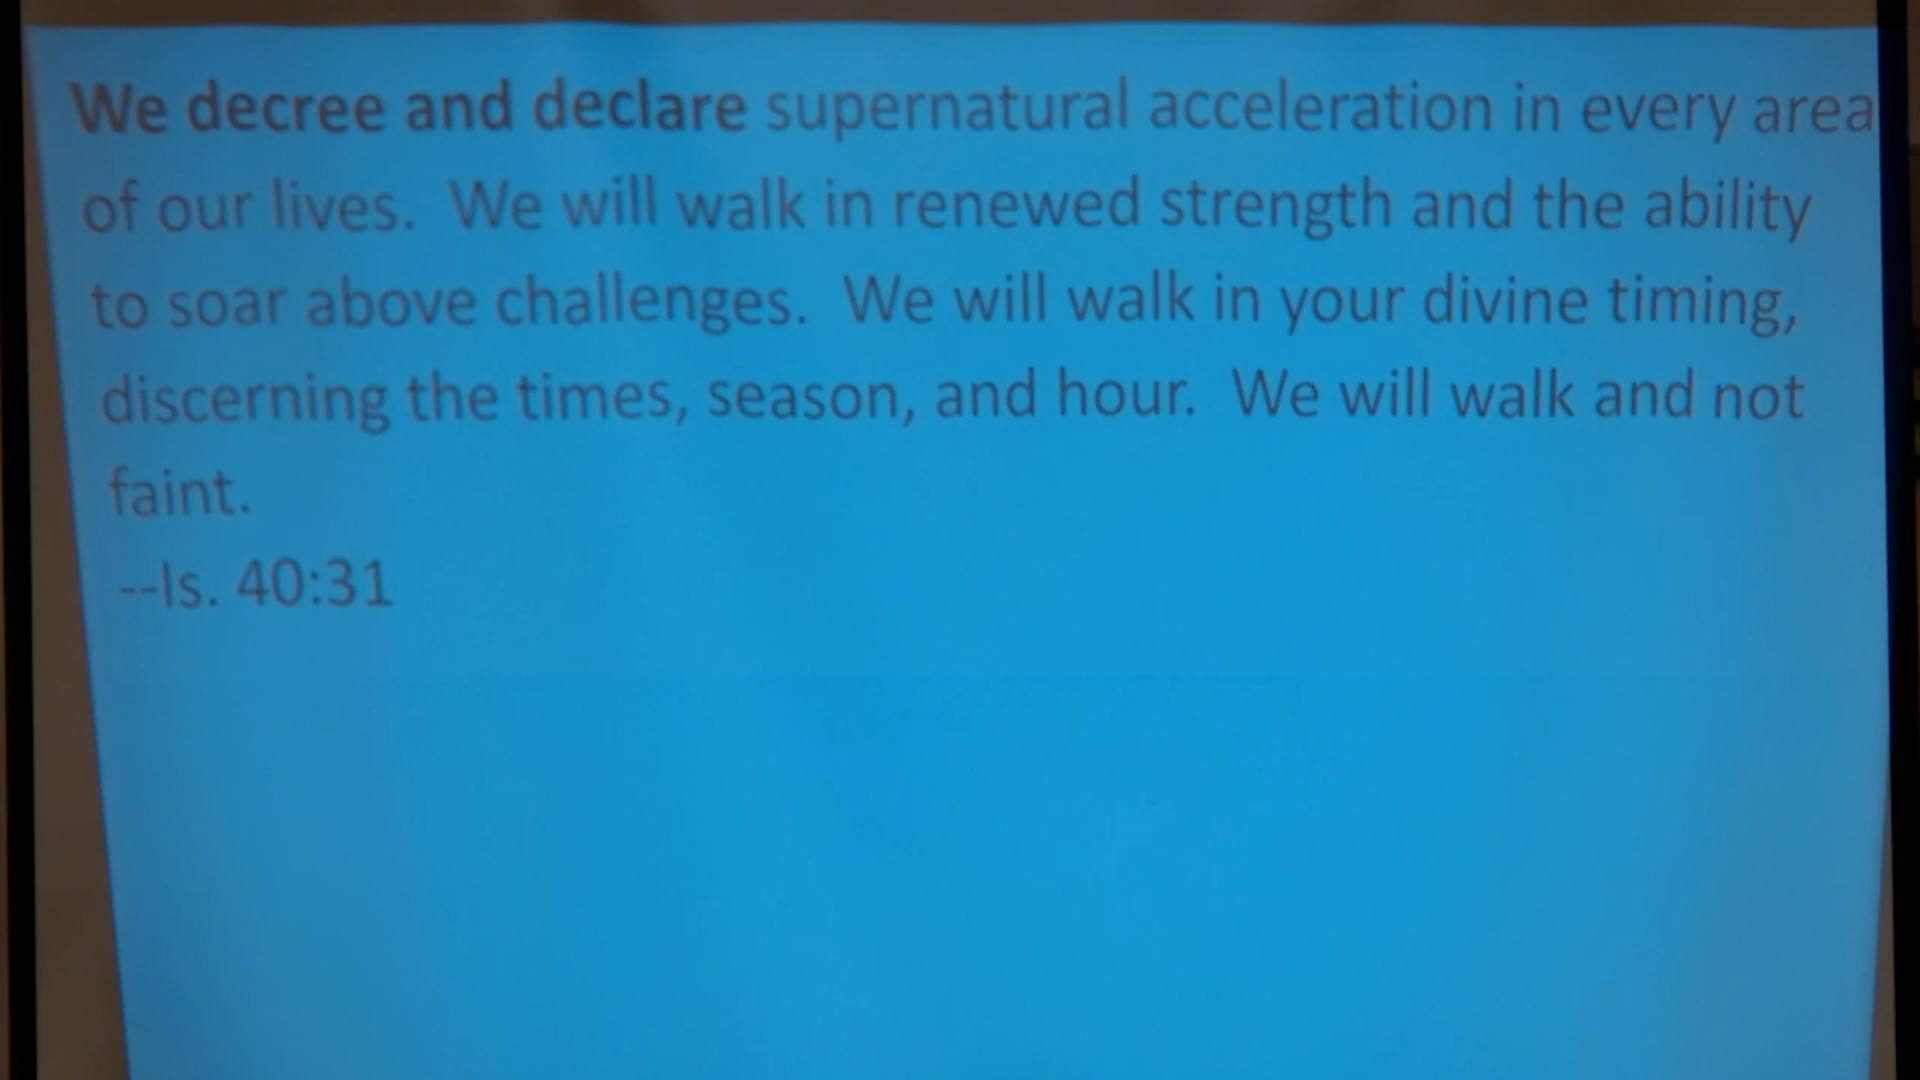 We decree and declare supernatural acceleration in every area
of our lives.  We will walk in renewed strength and the ability
to soar above challenges.  We will walk in your divine timing,
discerning the times, season, and hour.  We will walk and not
faint.
--Is. 40:31